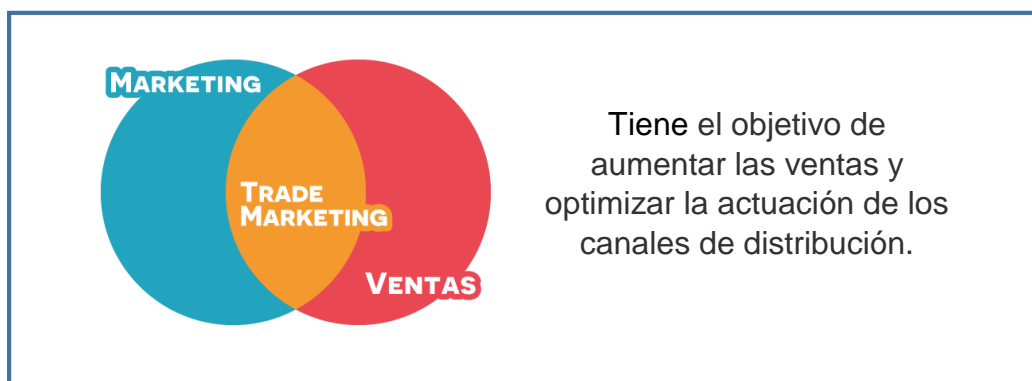 MARKETING
TRADE
MARKETING
VENTAS
Tiene el objetivo de
aumentar las ventas y
optimizar la actuación de los
canales de distribución.